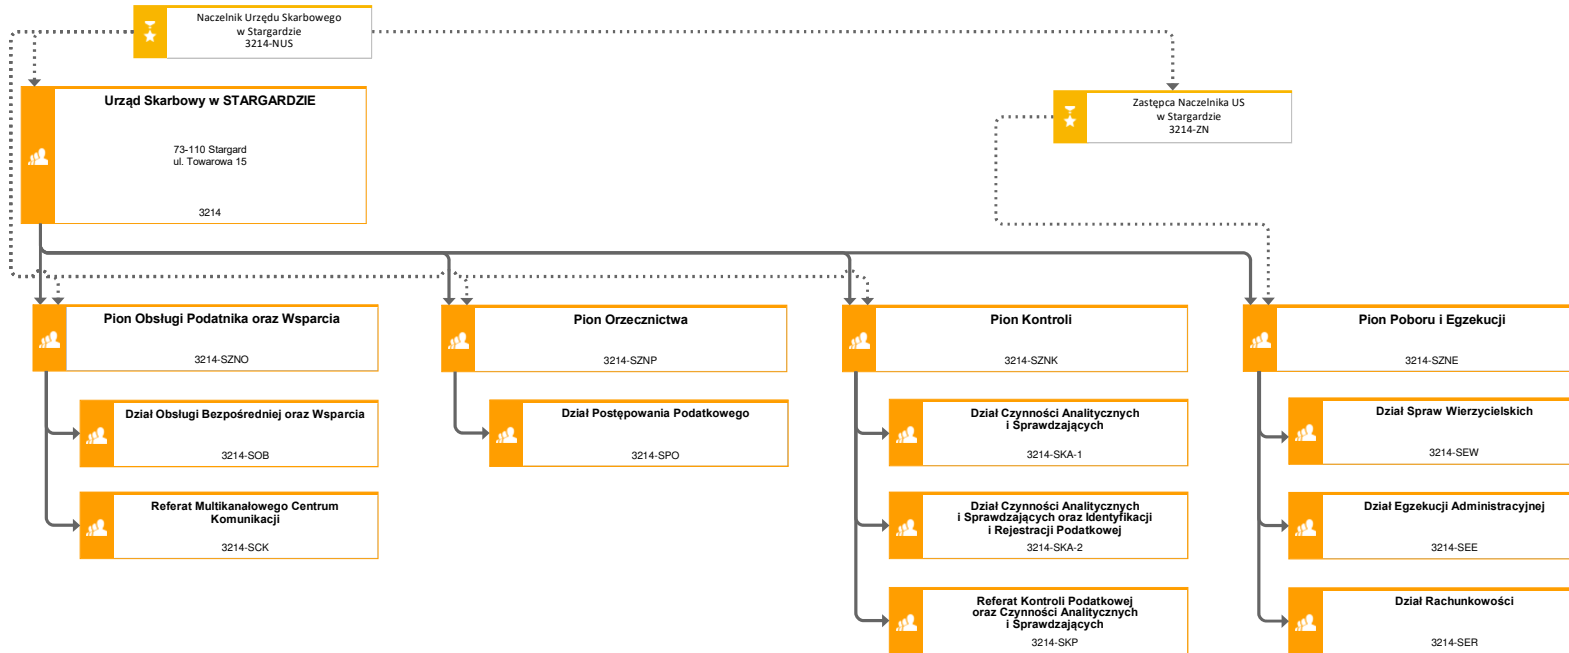 Naczelnik Urzędu Skarbowego
w Stargardzie
3214-NUS
Urząd Skarbowy w STARGARDZIE
73-110 Stargard
ul. Towarowa 15
3214
Zastępca Naczelnika US
w Stargardzie
3214-ZN
Pion Obsługi Podatnika oraz Wsparcia
3214-SZNO
Dział Obsługi Bezpośredniej oraz Wsparcia
3214-SOB
Referat Multikanałowego Centrum
Komunikacji
3214-SCK
Pion Orzecznictwa
3214-SZNP
Dział Postępowania Podatkowego
3214-SPO
Pion Kontroli
3214-SZNK
Dział Czynności Analitycznych
i Sprawdzających
3214-SKA-1
Dział Czynności Analitycznych
i Sprawdzających oraz Identyfikacji
i Rejestracji Podatkowej
3214-SKA-2
Referat Kontroli Podatkowej
oraz Czynności Analitycznych
i Sprawdzających
3214-SKP
Pion Poboru i Egzekucji
3214-SZNE
Dział Spraw Wierzycielskich
3214-SEW
Dział Egzekucji Administracyjnej
3214-SEE
Dział Rachunkowości
3214-SER